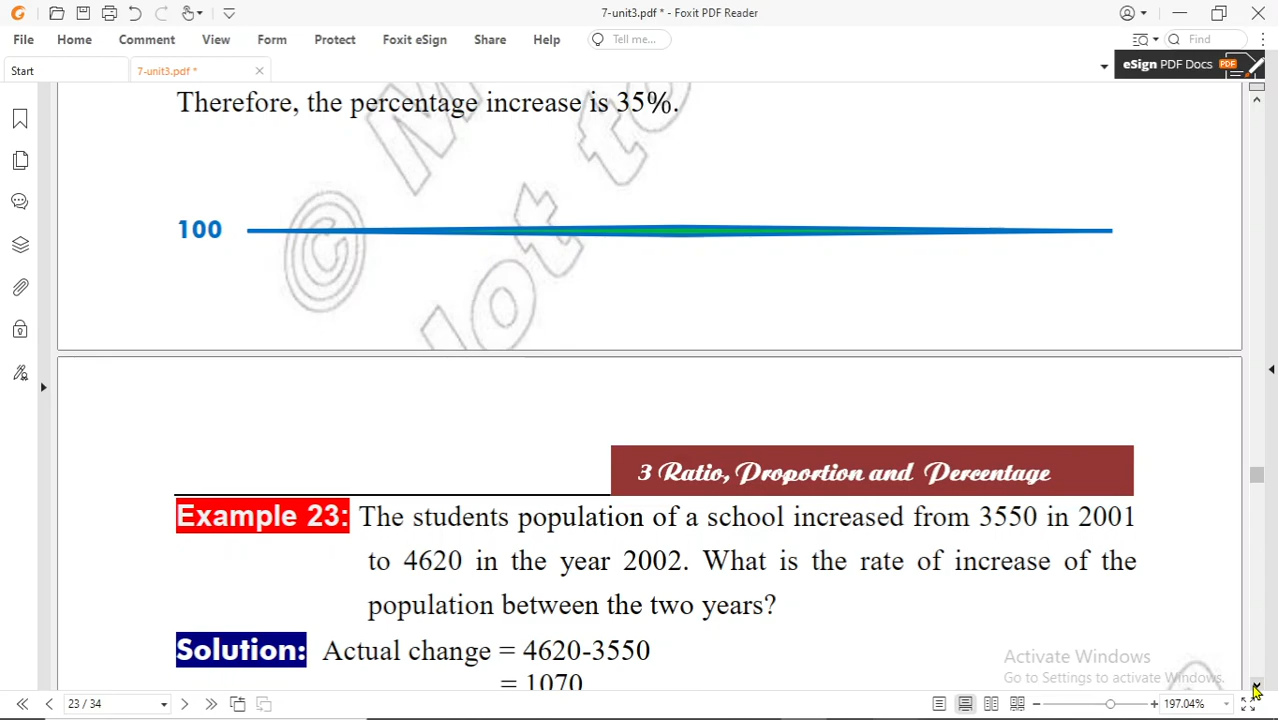 7-unit3.pdf * - Foxit PDF Reader
File Home Comment View Form Protect Foxit eSign Share Help Tell me... Find
Start 7-unit3.pdf * eSign PDF Docs PDF
Therefore, the percentage increase is 35%.
100
3 Ratio, Proportion and Percentage
Example 23: The students population of a school increased from 3550 in 2001
to 4620 in the year 2002. What is the rate of increase of the
population between the two years?
Solution: Actual change = 4620-3550
= 1070
Activate Windows
Go to Settings to activate Windows.
23 / 34 197.04%
© M
ot to
Not t